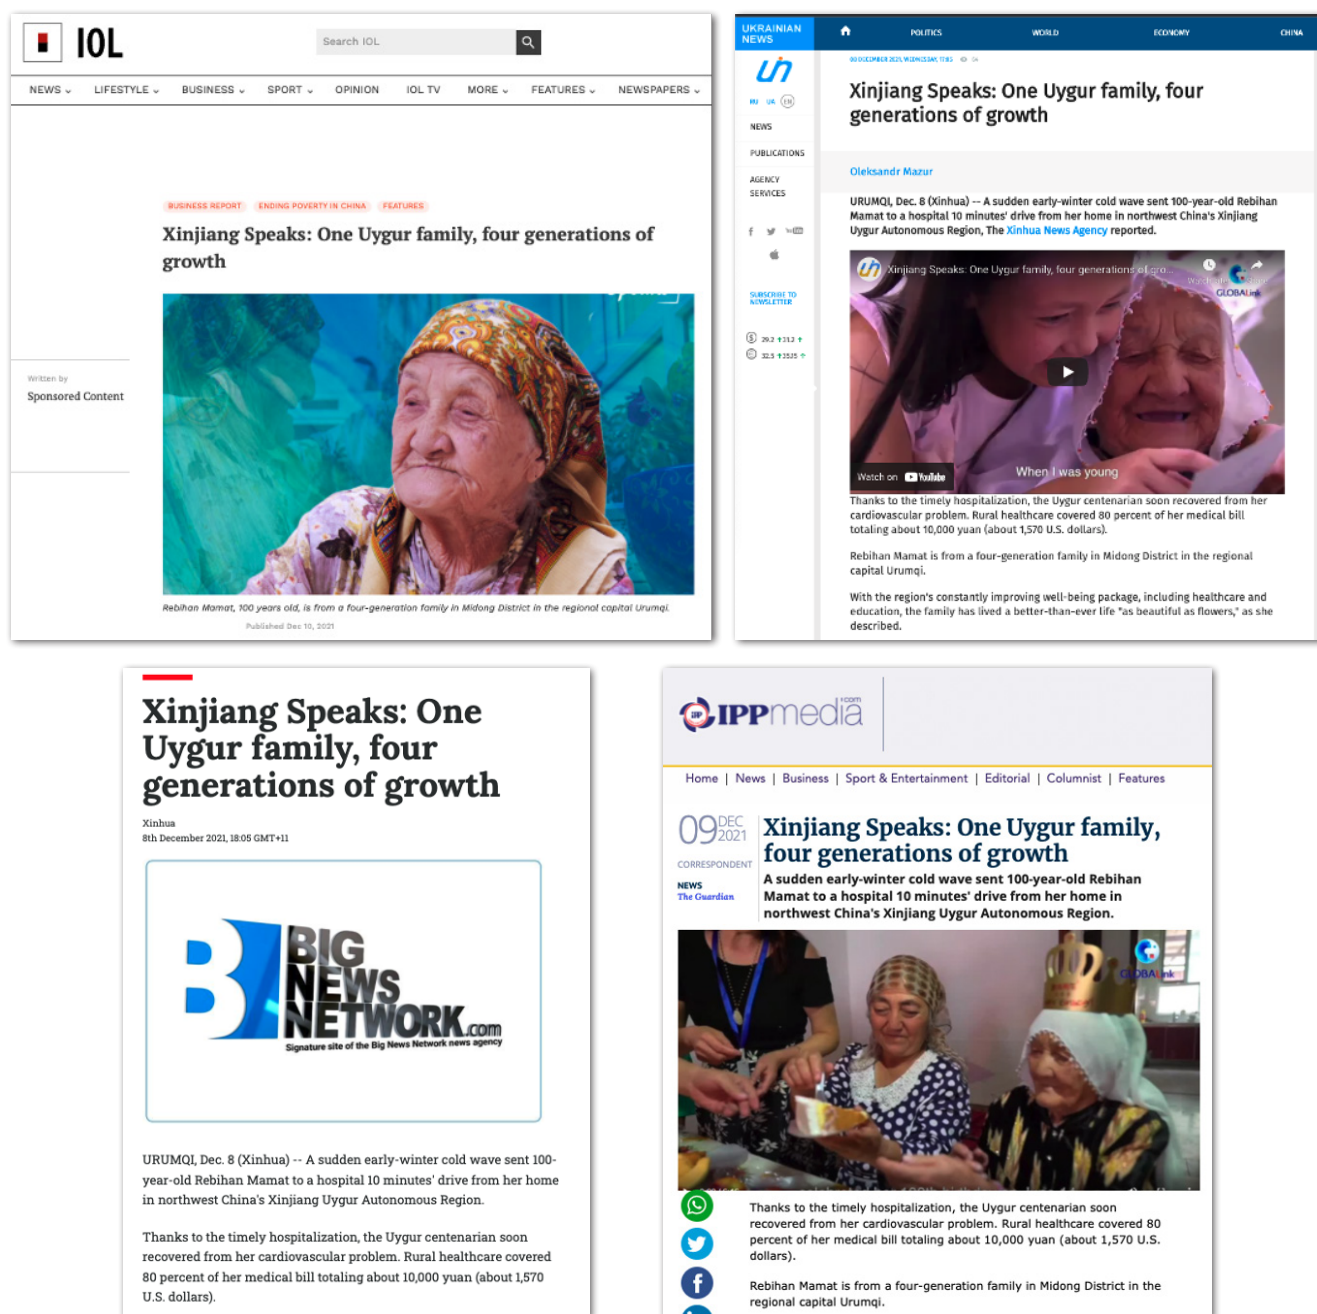 IOL
Search IOL
NEWS
LIFESTYLE
BUSINESS
SPORT
OPINION
IOL TV
MORE
FEATURES
NEWSPAPERS
BUSINESS REPORT
ENDING POVERTY IN CHINA
FEATURES
Xinjiang Speaks: One Uygur family, four generations of
growth
Written by
Sponsored Content
Rebihan Mamat, 100 years old, is from a four-generation family in Midong District in the regional capital Urumqi.
Published Dec 10, 2021
UKRAINIAN
NEWS
POLITICS
WORLD
ECONOMY
CHINA
RU UA EN
NEWS
PUBLICATIONS
AGENCY
SERVICES
SUBSCRIBE TO
NEWSLETTER
08 DECEMBER 2021, WEDNESDAY, 17:05
Xinjiang Speaks: One Uygur family, four
generations of growth
Oleksandr Mazur
URUMQI, Dec. 8 (Xinhua) -- A sudden early-winter cold wave sent 100-year-old Rebihan
Mamat to a hospital 10 minutes' drive from her home in northwest China's Xinjiang
Uygur Autonomous Region, The Xinhua News Agency reported.
Xinjiang Speaks: One Uygur family, four generations of gro...
GLOBALink
When I was young
Watch on YouTube
Thanks to the timely hospitalization, the Uygur centenarian soon recovered from her
cardiovascular problem. Rural healthcare covered 80 percent of her medical bill
totaling about 10,000 yuan (about 1,570 U.S. dollars).
Rebihan Mamat is from a four-generation family in Midong District in the regional
capital Urumqi.
With the region's constantly improving well-being package, including healthcare and
education, the family has lived a better-than-ever life "as beautiful as flowers," as she
described.
Xinjiang Speaks: One
Uygur family, four
generations of growth
Xinhua
8th December 2021, 18:05 GMT+11
B
BIG
NEWS
NETWORK.com
Signature site of the Big News Network news agency
URUMQI, Dec. 8 (Xinhua) -- A sudden early-winter cold wave sent 100-
year-old Rebihan Mamat to a hospital 10 minutes' drive from her home
in northwest China's Xinjiang Uygur Autonomous Region.
Thanks to the timely hospitalization, the Uygur centenarian soon
recovered from her cardiovascular problem. Rural healthcare covered
80 percent of her medical bill totaling about 10,000 yuan (about 1,570
U.S. dollars).
IPPmedia.com
Home | News | Business | Sport & Entertainment | Editorial | Columnist | Features
09 DEC
2021
CORRESPONDENT
NEWS
The Guardian
Xinjiang Speaks: One Uygur family,
four generations of growth
A sudden early-winter cold wave sent 100-year-old Rebihan
Mamat to a hospital 10 minutes' drive from her home in
northwest China's Xinjiang Uygur Autonomous Region.
GLOBALink
Thanks to the timely hospitalization, the Uygur centenarian soon
recovered from her cardiovascular problem. Rural healthcare covered 80
percent of her medical bill totaling about 10,000 yuan (about 1,570 U.S.
dollars).
Rebihan Mamat is from a four-generation family in Midong District in the
regional capital Urumqi.